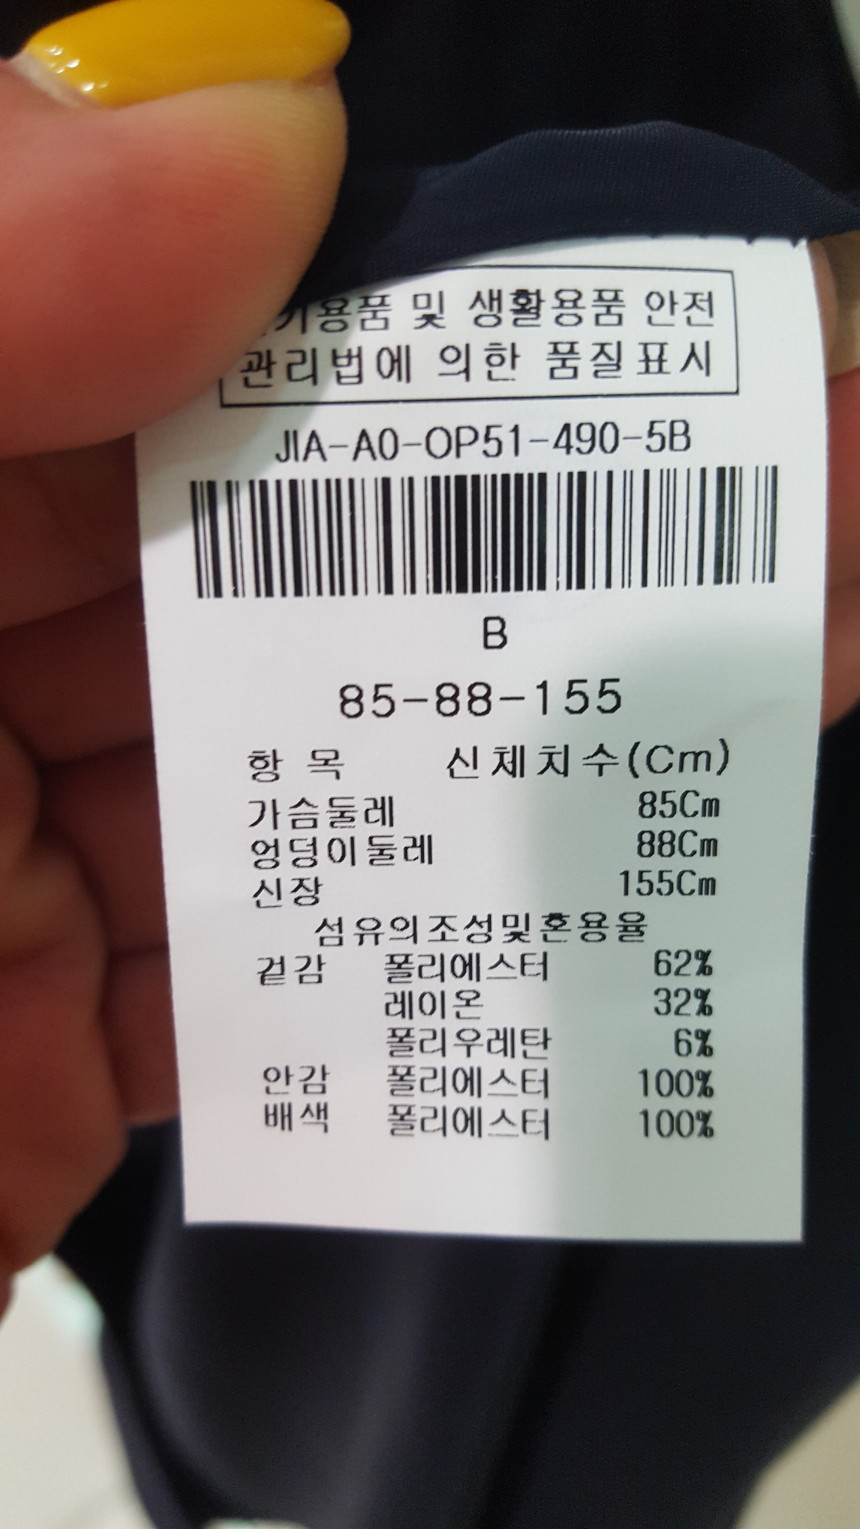 및 생활용품 안전
관리법에 의한 품질표시
JIA-A0-OP51-490-5B
B
85-88-155
항 목 신체치수(Cm)
가슴둘레 85Cm
엉덩이둘레 88Cm
신장 155Cm
섬유의조성및혼용율
겉감 폴리에스터 62%
레이온 32%
폴리우레탄 6%
안감 폴리에스터 100%
배색 폴리에스터 100%